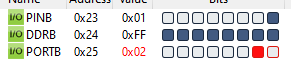 Name Address Value Bits
I/O PINB 0x23 0x01
I/O DDRB 0x24 0xFF
I/O PORTB 0x25 0x02